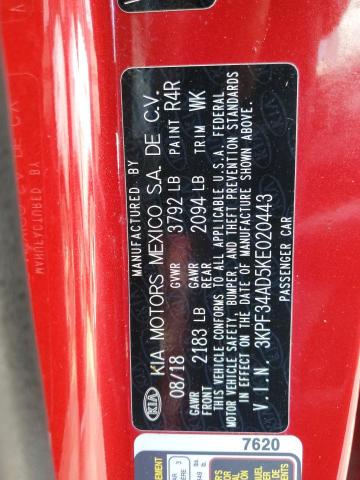 MANUFACTURED BY
KIA KIA MOTORS MEXICO S.A. DE C.V.
08/18 GVWR 3792 LB PAINT R4R
GAWR FRONT 2183 LB GAWR REAR 2094 LB TRIM WK
THIS VEHICLE CONFORMS TO ALL APPLICABLE U.S.A. FEDERAL
MOTOR VEHICLE SAFETY, BUMPER, AND THEFT PREVENTION STANDARDS
IN EFFECT ON THE DATE OF MANUFACTURE SHOWN ABOVE.
V.I.N. 3KPF34AD5KE020443
PASSENGER CAR
7620